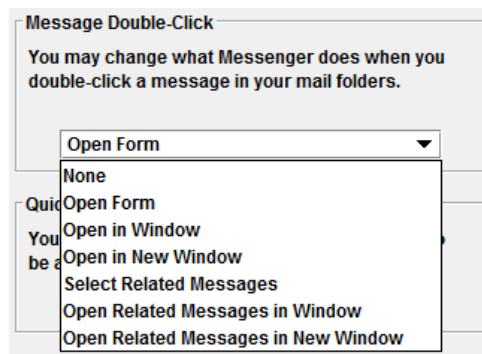 Message Double-Click
You may change what Messenger does when you
double-click a message in your mail folders.
Open Form
None
Open Form
Open in Window
Open in New Window
Select Related Messages
Open Related Messages in Window
Open Related Messages in New Window
You
be